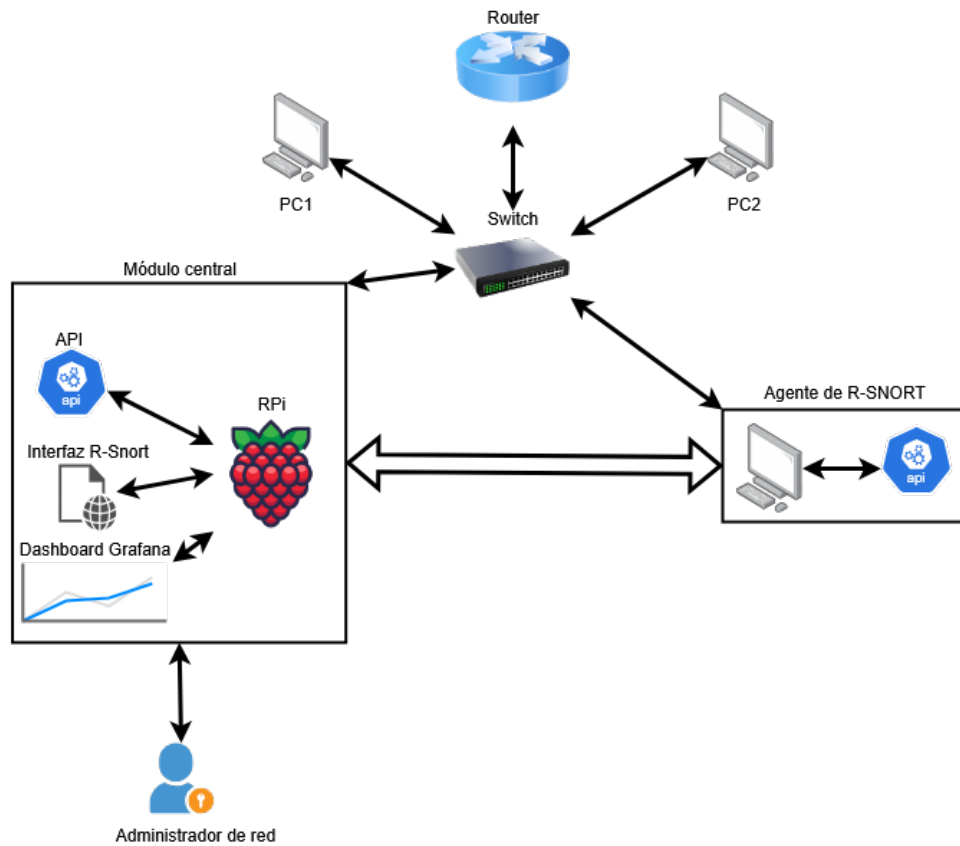 Router
PC1
PC2
Switch
Módulo central
API
api
RPi
Agente de R-SNORT
Interfaz R-Snort
api
Dashboard Grafana
Administrador de red